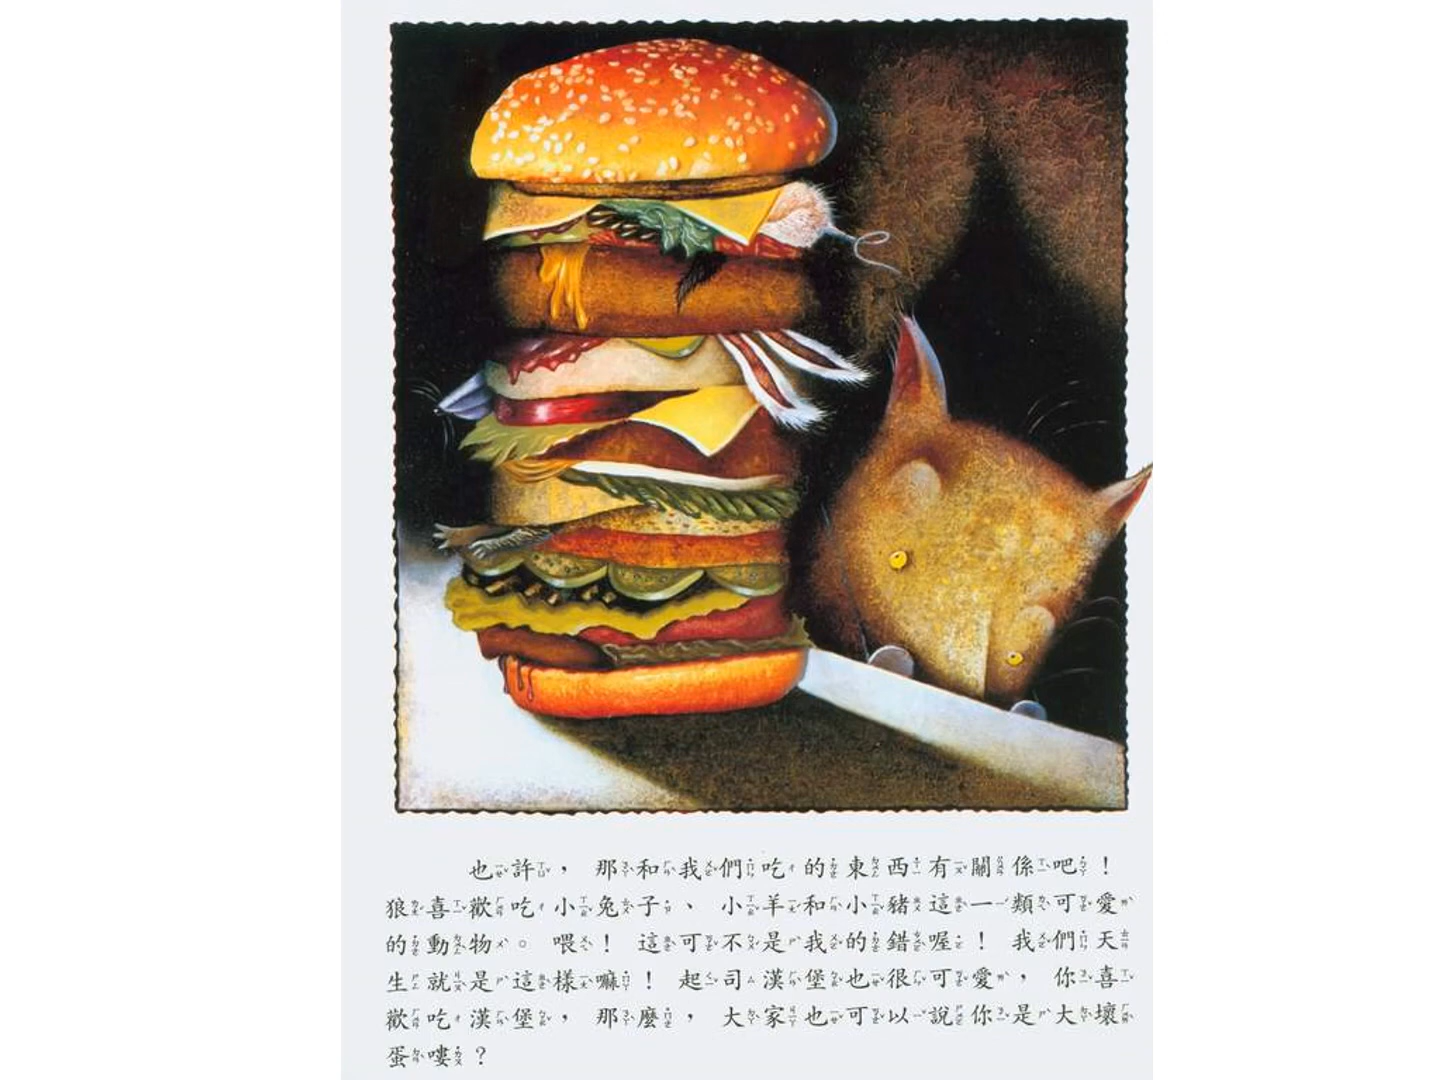 也許，那和我們吃的東西有關係吧！
狼喜歡吃小兔子、小羊和小豬這一類可愛
的動物。喂！這可不是我的錯喔！我們天
生就是這樣嘛！起司漢堡也很可愛，你喜
歡吃漢堡，那麼，大家也可以說你是大壞
蛋嘍？